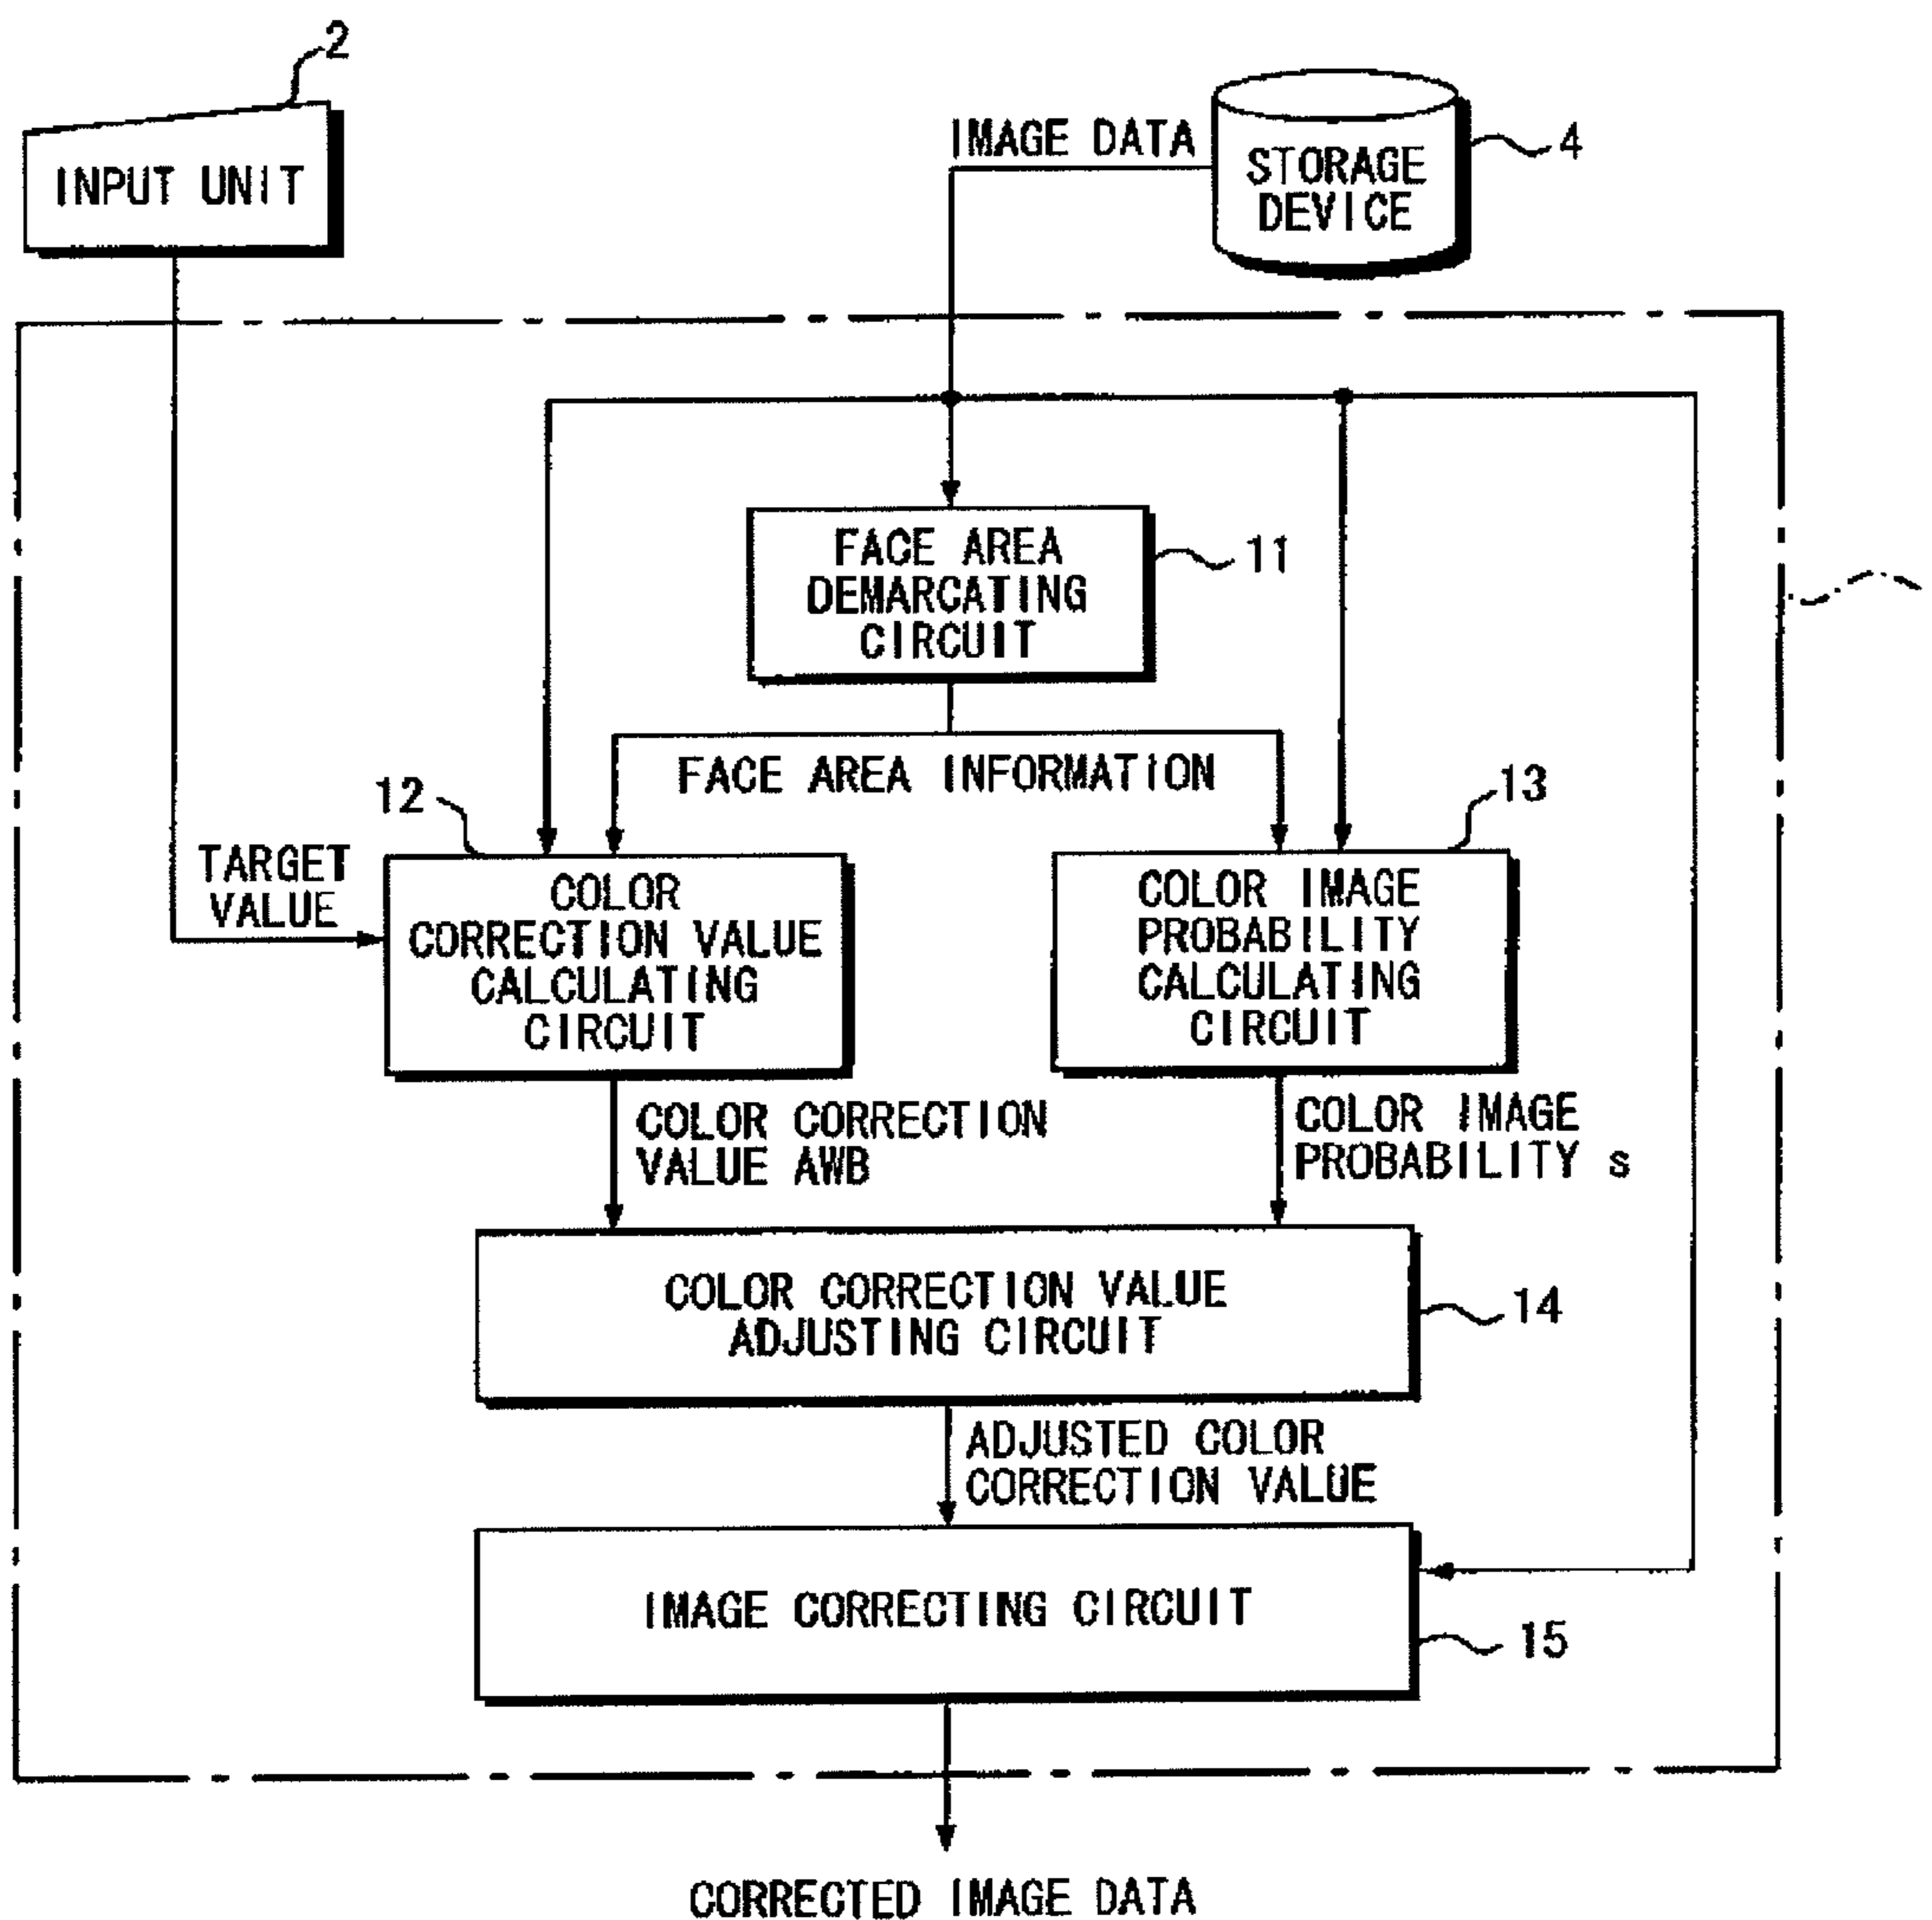 2
INPUT UNIT
IMAGE DATA
STORAGE
DEVICE
4
FACE AREA
DEMARCATING
CIRCUIT
11
FACE AREA INFORMATION
12
13
TARGET
VALUE
COLOR
CORRECTION VALUE
CALCULATING
CIRCUIT
COLOR IMAGE
PROBABILITY
CALCULATING
CIRCUIT
COLOR CORRECTION
VALUE AWB
COLOR IMAGE
PROBABILITY s
COLOR CORRECTION VALUE
ADJUSTING CIRCUIT
14
ADJUSTED COLOR
CORRECTION VALUE
IMAGE CORRECTING CIRCUIT
15
CORRECTED IMAGE DATA